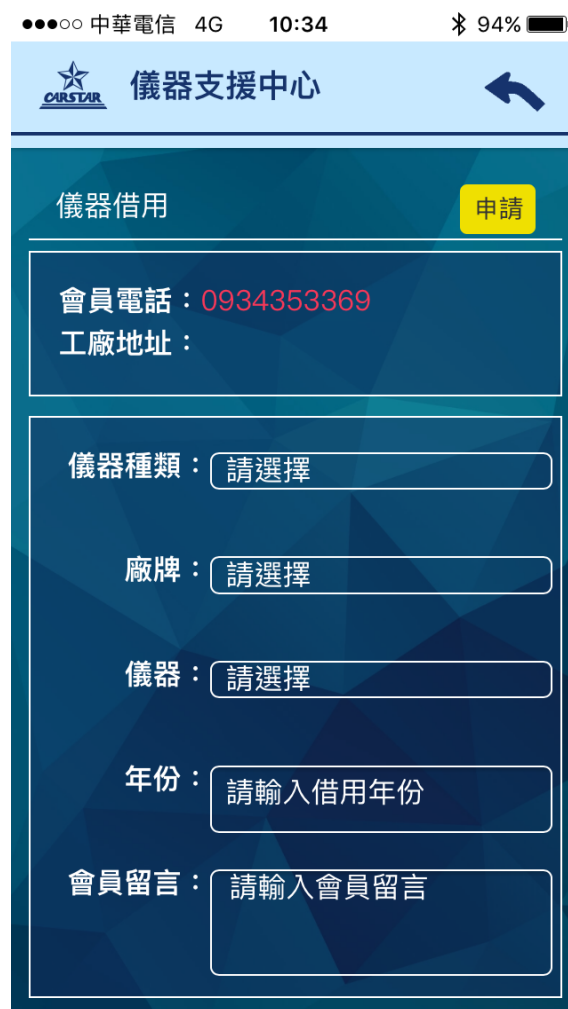 中華電信 4G 10:34 94%
CARSTAR 儀器支援中心
儀器借用 申請
會員電話：0934353369
工廠地址：
儀器種類： 請選擇
廠牌： 請選擇
儀器： 請選擇
年份： 請輸入借用年份
會員留言： 請輸入會員留言